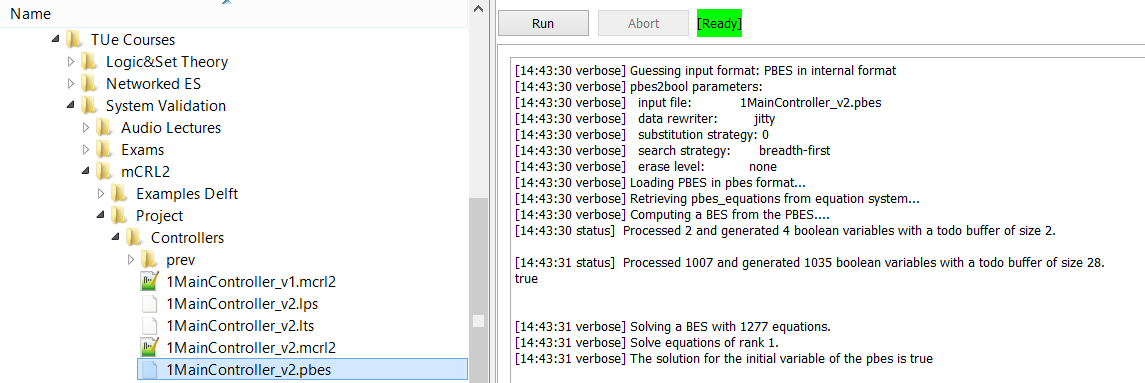 Name
TUe Courses
Logic&Set Theory
Networked ES
System Validation
Audio Lectures
Exams
mCRL2
Examples Delft
Project
Controllers
prev
1MainController_v1.mcrl2
1MainController_v2.lps
1MainController_v2.lts
1MainController_v2.mcrl2
1MainController_v2.pbes
Run Abort [Ready]
[14:43:30 verbose] Guessing input format: PBES in internal format
[14:43:30 verbose] pbes2bool parameters:
[14:43:30 verbose] input file: 1MainController_v2.pbes
[14:43:30 verbose] data rewriter: jitty
[14:43:30 verbose] substitution strategy: 0
[14:43:30 verbose] search strategy: breadth-first
[14:43:30 verbose] erase level: none
[14:43:30 verbose] Loading PBES in pbes format...
[14:43:30 verbose] Retrieving pbes_equations from equation system...
[14:43:30 verbose] Computing a BES from the PBES....
[14:43:30 status] Processed 2 and generated 4 boolean variables with a todo buffer of size 2.
[14:43:31 status] Processed 1007 and generated 1035 boolean variables with a todo buffer of size 28.
true
[14:43:31 verbose] Solving a BES with 1277 equations.
[14:43:31 verbose] Solve equations of rank 1.
[14:43:31 verbose] The solution for the initial variable of the pbes is true